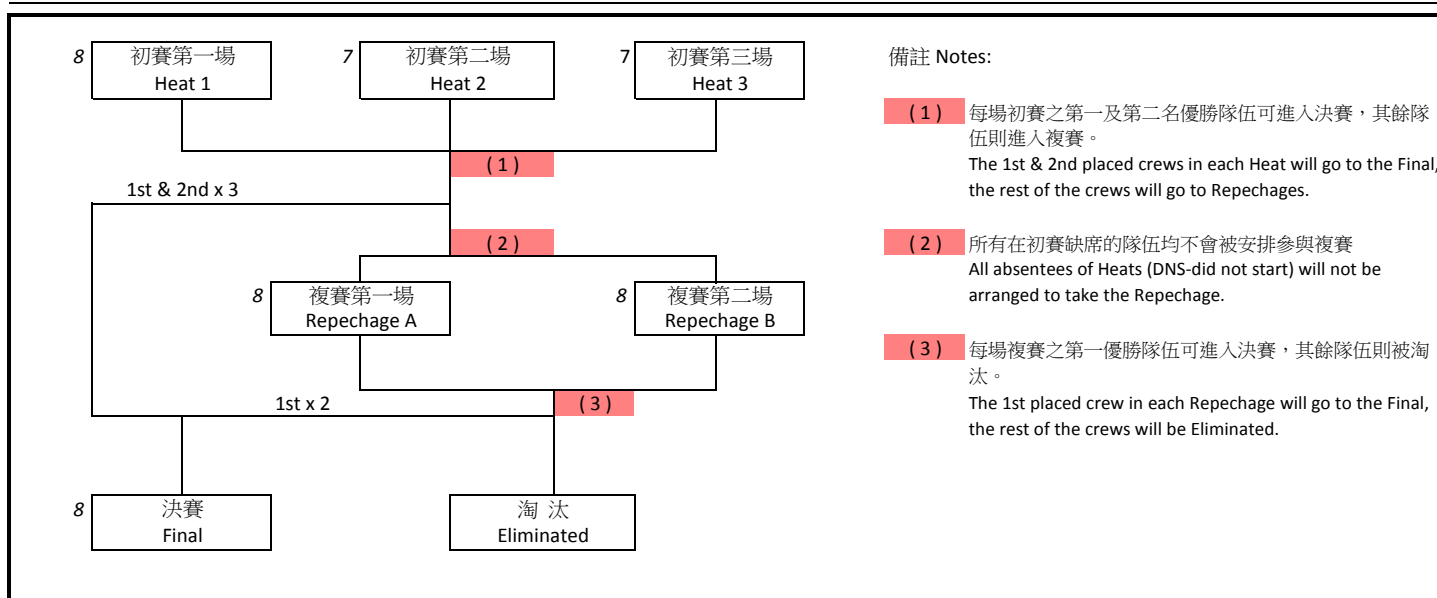 8
初賽第一場
Heat 1
7
初賽第二場
Heat 2
7
初賽第三場
Heat 3
( 1 )
1st & 2nd x 3
( 2 )
8
複賽第一場
Repechage A
8
複賽第二場
Repechage B
1st x 2
( 3 )
8
決賽
Final
淘 汰
Eliminated
備註 Notes:
( 1 )
每場初賽之第一及第二名優勝隊伍可進入決賽，其餘隊
伍則進入複賽。
The 1st & 2nd placed crews in each Heat will go to the Final,
the rest of the crews will go to Repechages.
( 2 )
所有在初賽缺席的隊伍均不會被安排參與複賽
All absentees of Heats (DNS-did not start) will not be
arranged to take the Repechage.
( 3 )
每場複賽之第一優勝隊伍可進入決賽，其餘隊伍則被淘
汰。
The 1st placed crew in each Repechage will go to the Final,
the rest of the crews will be Eliminated.